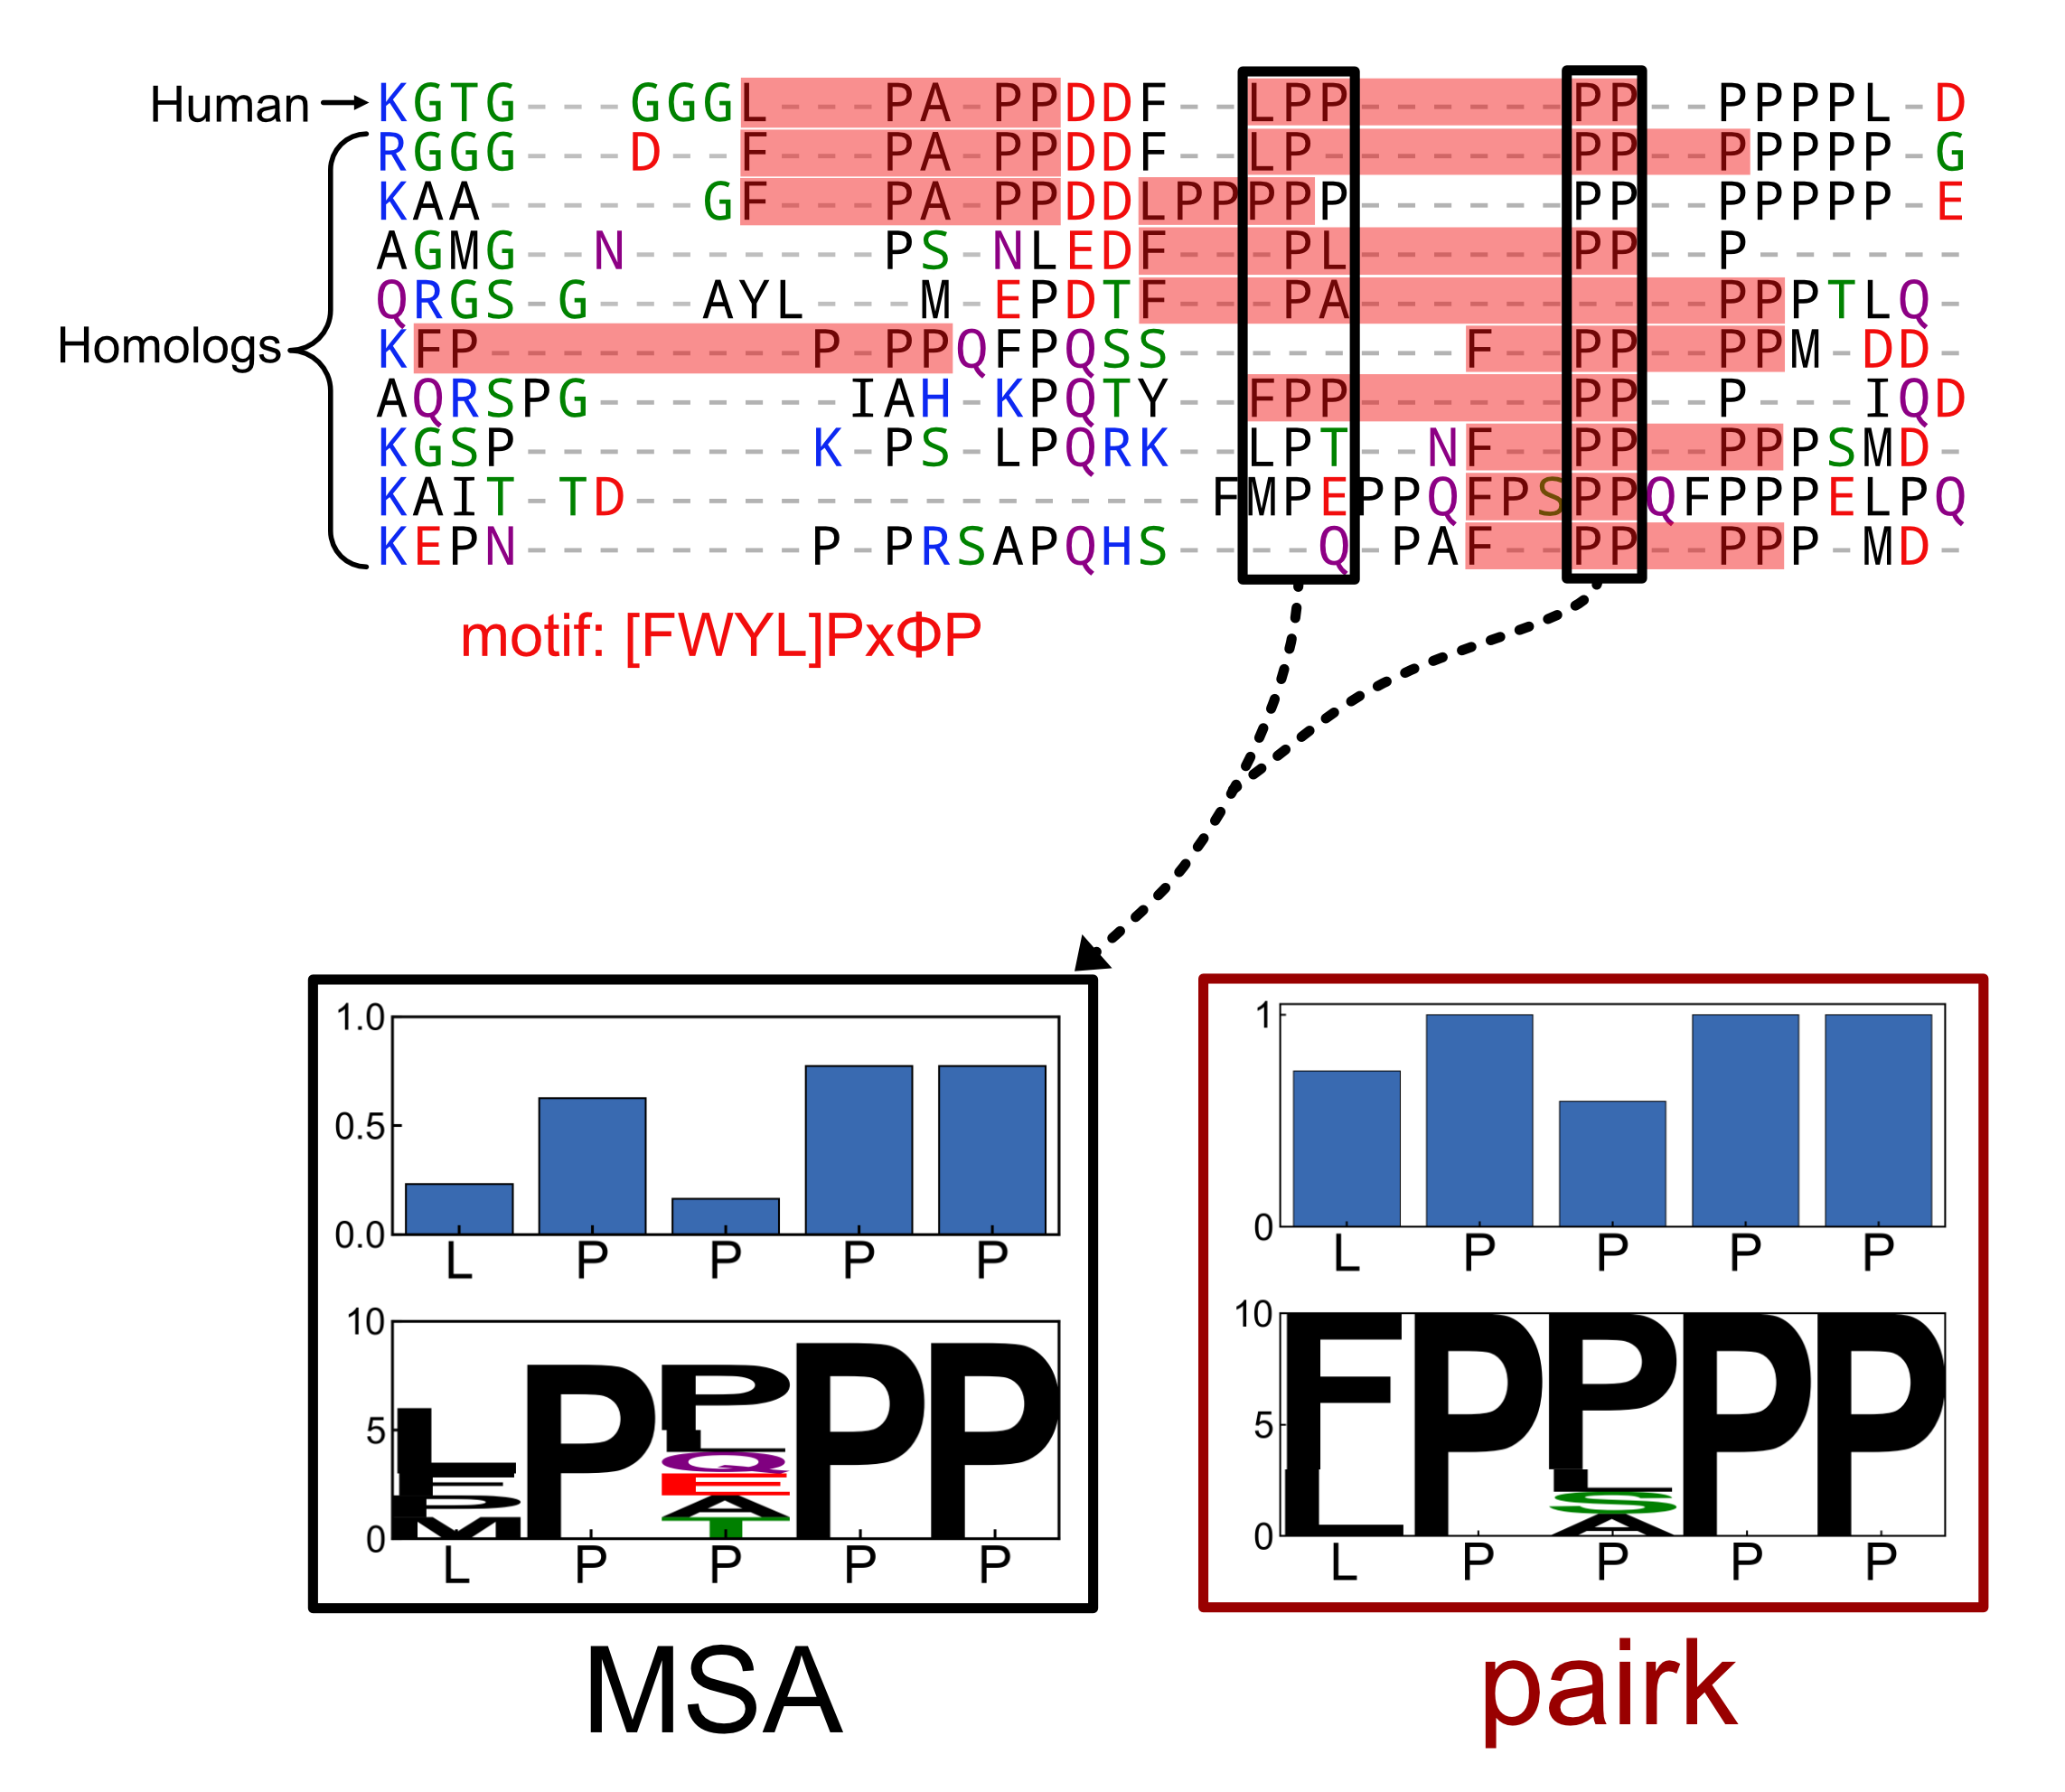 Human
KGTG---GGGL---PA-PPDDF--LPP------PP--PPPPL-D
RGGG---D--F---PA-PPDDF--LP-------PP--PPPPP-G
KAA------GF---PA-PPDDLPPPPP------PP--PPPPP-E
AGMG--N-------PS-NLEDF---PL------PP--P------
QRGS-G---AYL---M-EPDTF---PA----------PPPTLQ-
Homologs
KFP---------P-PPQFPQSS--------F--PP--PPM-DD-
AQRSPG-------IAH-KPQTY--FPP------PP--P---IQD
KGSP--------K-PS-LPQRK--LPT--NF--PP--PPPSMD-
KAIT-TD----------------FMPEPPQFPSPPQFPPPELPQ
KEPN--------P-PRSAPQHS----Q-PAF--PP--PPP-MD-
motif: [FWYL]PxΦP
1.0
0.5
0.0
L P P P P
10
5
0
L P P P P
MSA
1
0
L P P P P
10
5
0
L P P P P
pairk